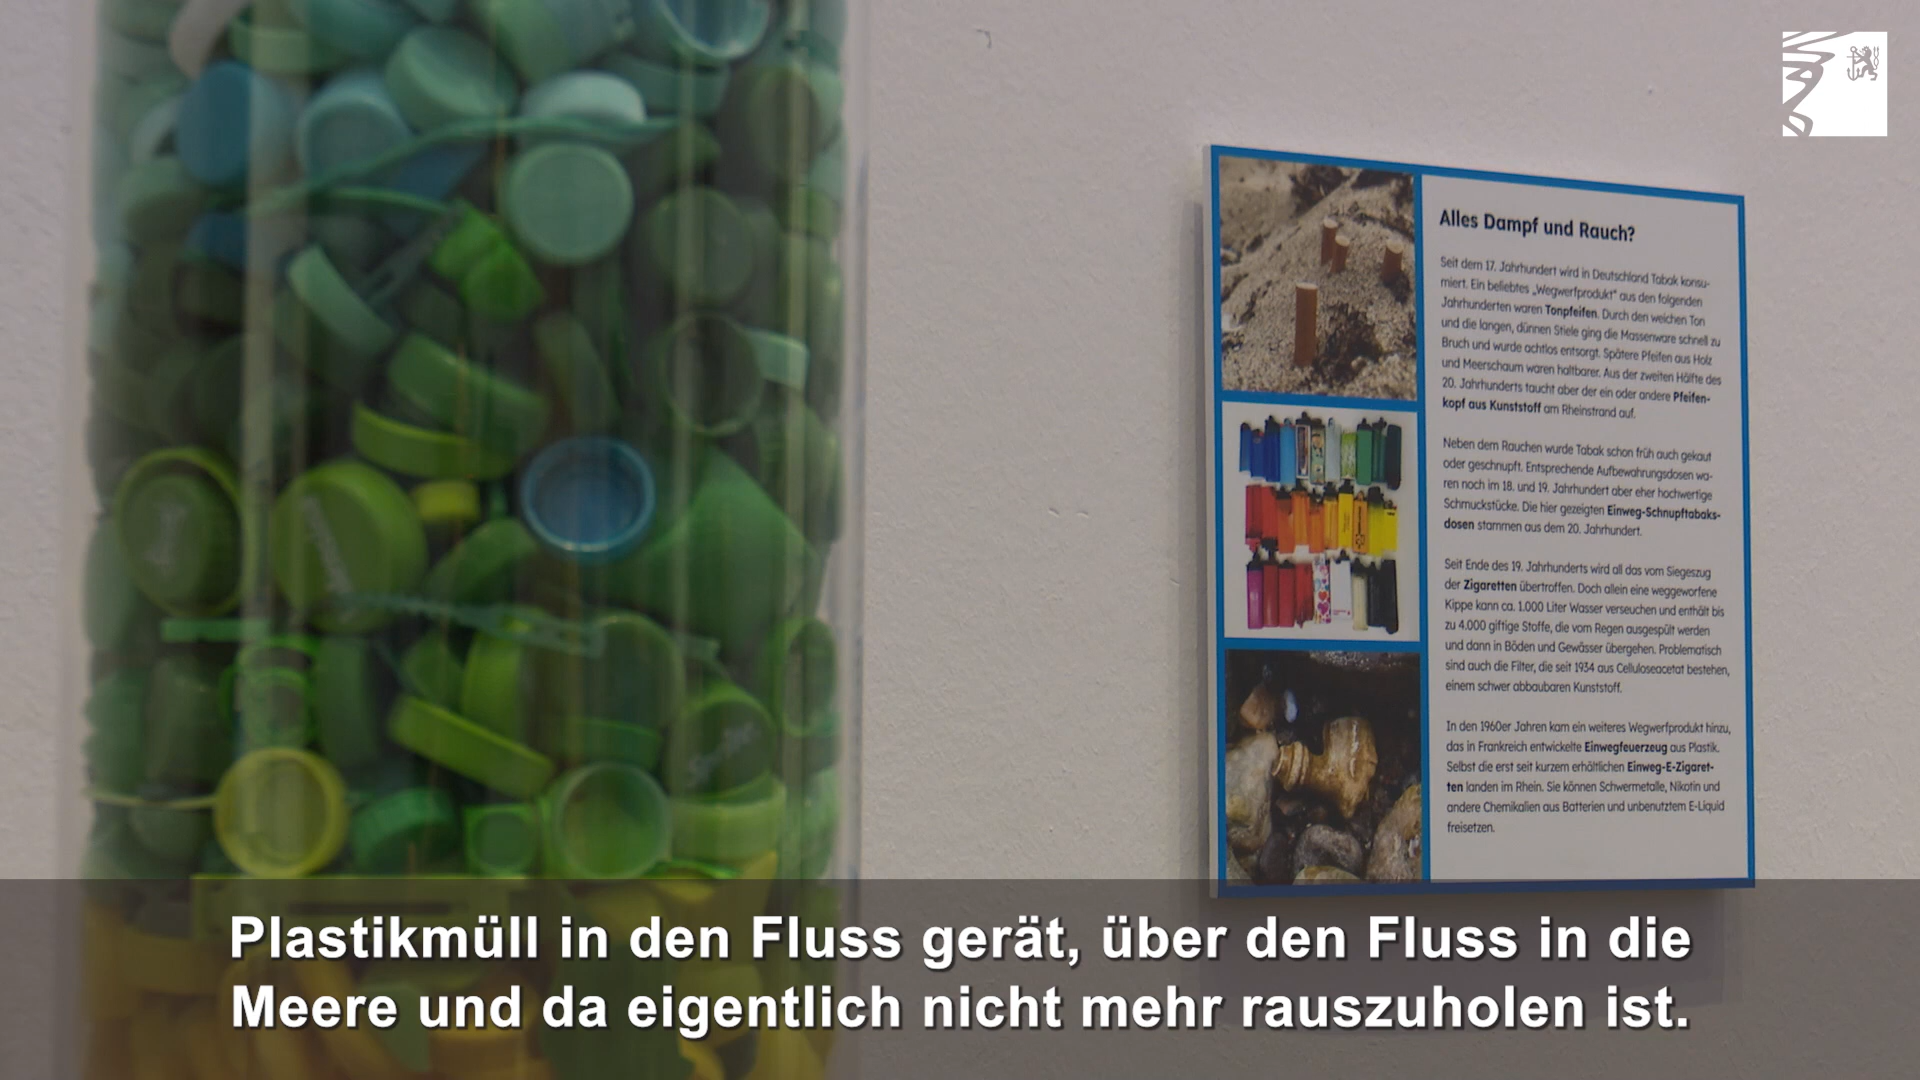 Alles Dampf und Rauch?
Seit dem 17. Jahrhundert wird in Deutschland Tabak konsu-
miert. Ein beliebtes „Wegwerfprodukt“ aus den folgenden
Jahrhunderten waren Tonpfeifen. Durch den weichen Ton
und die langen, dünnen Stiele ging die Massenware schnell zu
Bruch und wurde achtlos entsorgt. Spätere Pfeifen aus Holz
und Meerschaum waren haltbarer. Aus der zweiten Hälfte des
20. Jahrhunderts taucht aber der ein oder andere Pfeifen-
kopf aus Kunststoff am Rheinstrand auf.
Neben dem Rauchen wurde Tabak schon früh auch gekaut
oder geschnupft. Entsprechende Aufbewahrungsdosen wa-
ren noch im 18. und 19. Jahrhundert aber eher hochwertige
Schmuckstücke. Die hier gezeigten Einweg-Schnupftabaks-
dosen stammen aus dem 20. Jahrhundert.
Seit Ende des 19. Jahrhunderts wird all das vom Siegeszug
der Zigaretten übertroffen. Doch allein eine weggeworfene
Kippe kann ca. 1.000 Liter Wasser verseuchen und enthält bis
zu 4.000 giftige Stoffe, die vom Regen ausgespült werden
und dann in Böden und Gewässer übergehen. Problematisch
sind auch die Filter, die seit 1934 aus Celluloseacetat bestehen,
einem schwer abbaubaren Kunststoff.
In den 1960er Jahren kam ein weiteres Wegwerfprodukt hinzu,
das in Frankreich entwickelte Einwegfeuerzeug aus Plastik.
Selbst die erst seit kurzem erhältlichen Einweg-E-Zigaret-
ten landen im Rhein. Sie können Schwermetalle, Nikotin und
andere Chemikalien aus Batterien und unbenutztem E-Liquid
freisetzen.
Plastikmüll in den Fluss gerät, über den Fluss in die
Meere und da eigentlich nicht mehr rauszuholen ist.